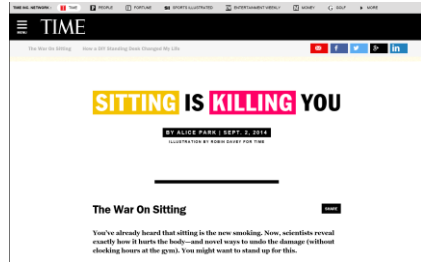 TIME INC. NETWORK: TIME PEOPLE FORTUNE SI SPORTS ILLUSTRATED ENTERTAINMENT WEEKLY MONEY GOLF MORE
MENU TIME
The War On Sitting How a DIY Standing Desk Changed My Life
SITTING IS KILLING YOU
BY ALICE PARK | SEPT. 2, 2014
ILLUSTRATION BY ROBIN DAVEY FOR TIME
The War On Sitting SHARE
You've already heard that sitting is the new smoking. Now, scientists reveal
exactly how it hurts the body—and novel ways to undo the damage (without
clocking hours at the gym). You might want to stand up for this.